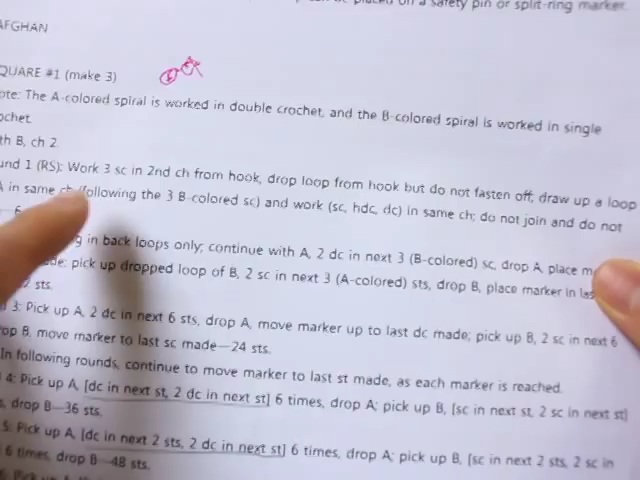 be placed on a safety pin or split-ring marker.
AFGHAN
QUARE #1 (make 3)
ote: The A-colored spiral is worked in double crochet, and the B-colored spiral is worked in single
ochet.
th B, ch 2.
und 1 (RS): Work 3 sc in 2nd ch from hook, drop loop from hook but do not fasten off; draw up a loop
A in same ch (following the 3 B-colored sc) and work (sc, hdc, dc) in same ch; do not join and do not
—6
g in back loops only; continue with A, 2 dc in next 3 (B-colored) sc, drop A, place m
de: pick up dropped loop of B, 2 sc in next 3 (A-colored) sts, drop B, place marker in las
2 sts.
3: Pick up A, 2 dc in next 6 sts, drop A, move marker up to last dc made; pick up B, 2 sc in next 6
op B, move marker to last sc made—24 sts.
In following rounds, continue to move marker to last st made, as each marker is reached.
4: Pick up A, [dc in next st, 2 dc in next st] 6 times, drop A; pick up B, [sc in next st, 2 sc in next st]
s, drop B—36 sts.
5: Pick up A, [dc in next 2 sts, 2 dc in next st] 6 times, drop A; pick up B, [sc in next 2 sts, 2 sc in
6 times, drop B—48 sts.